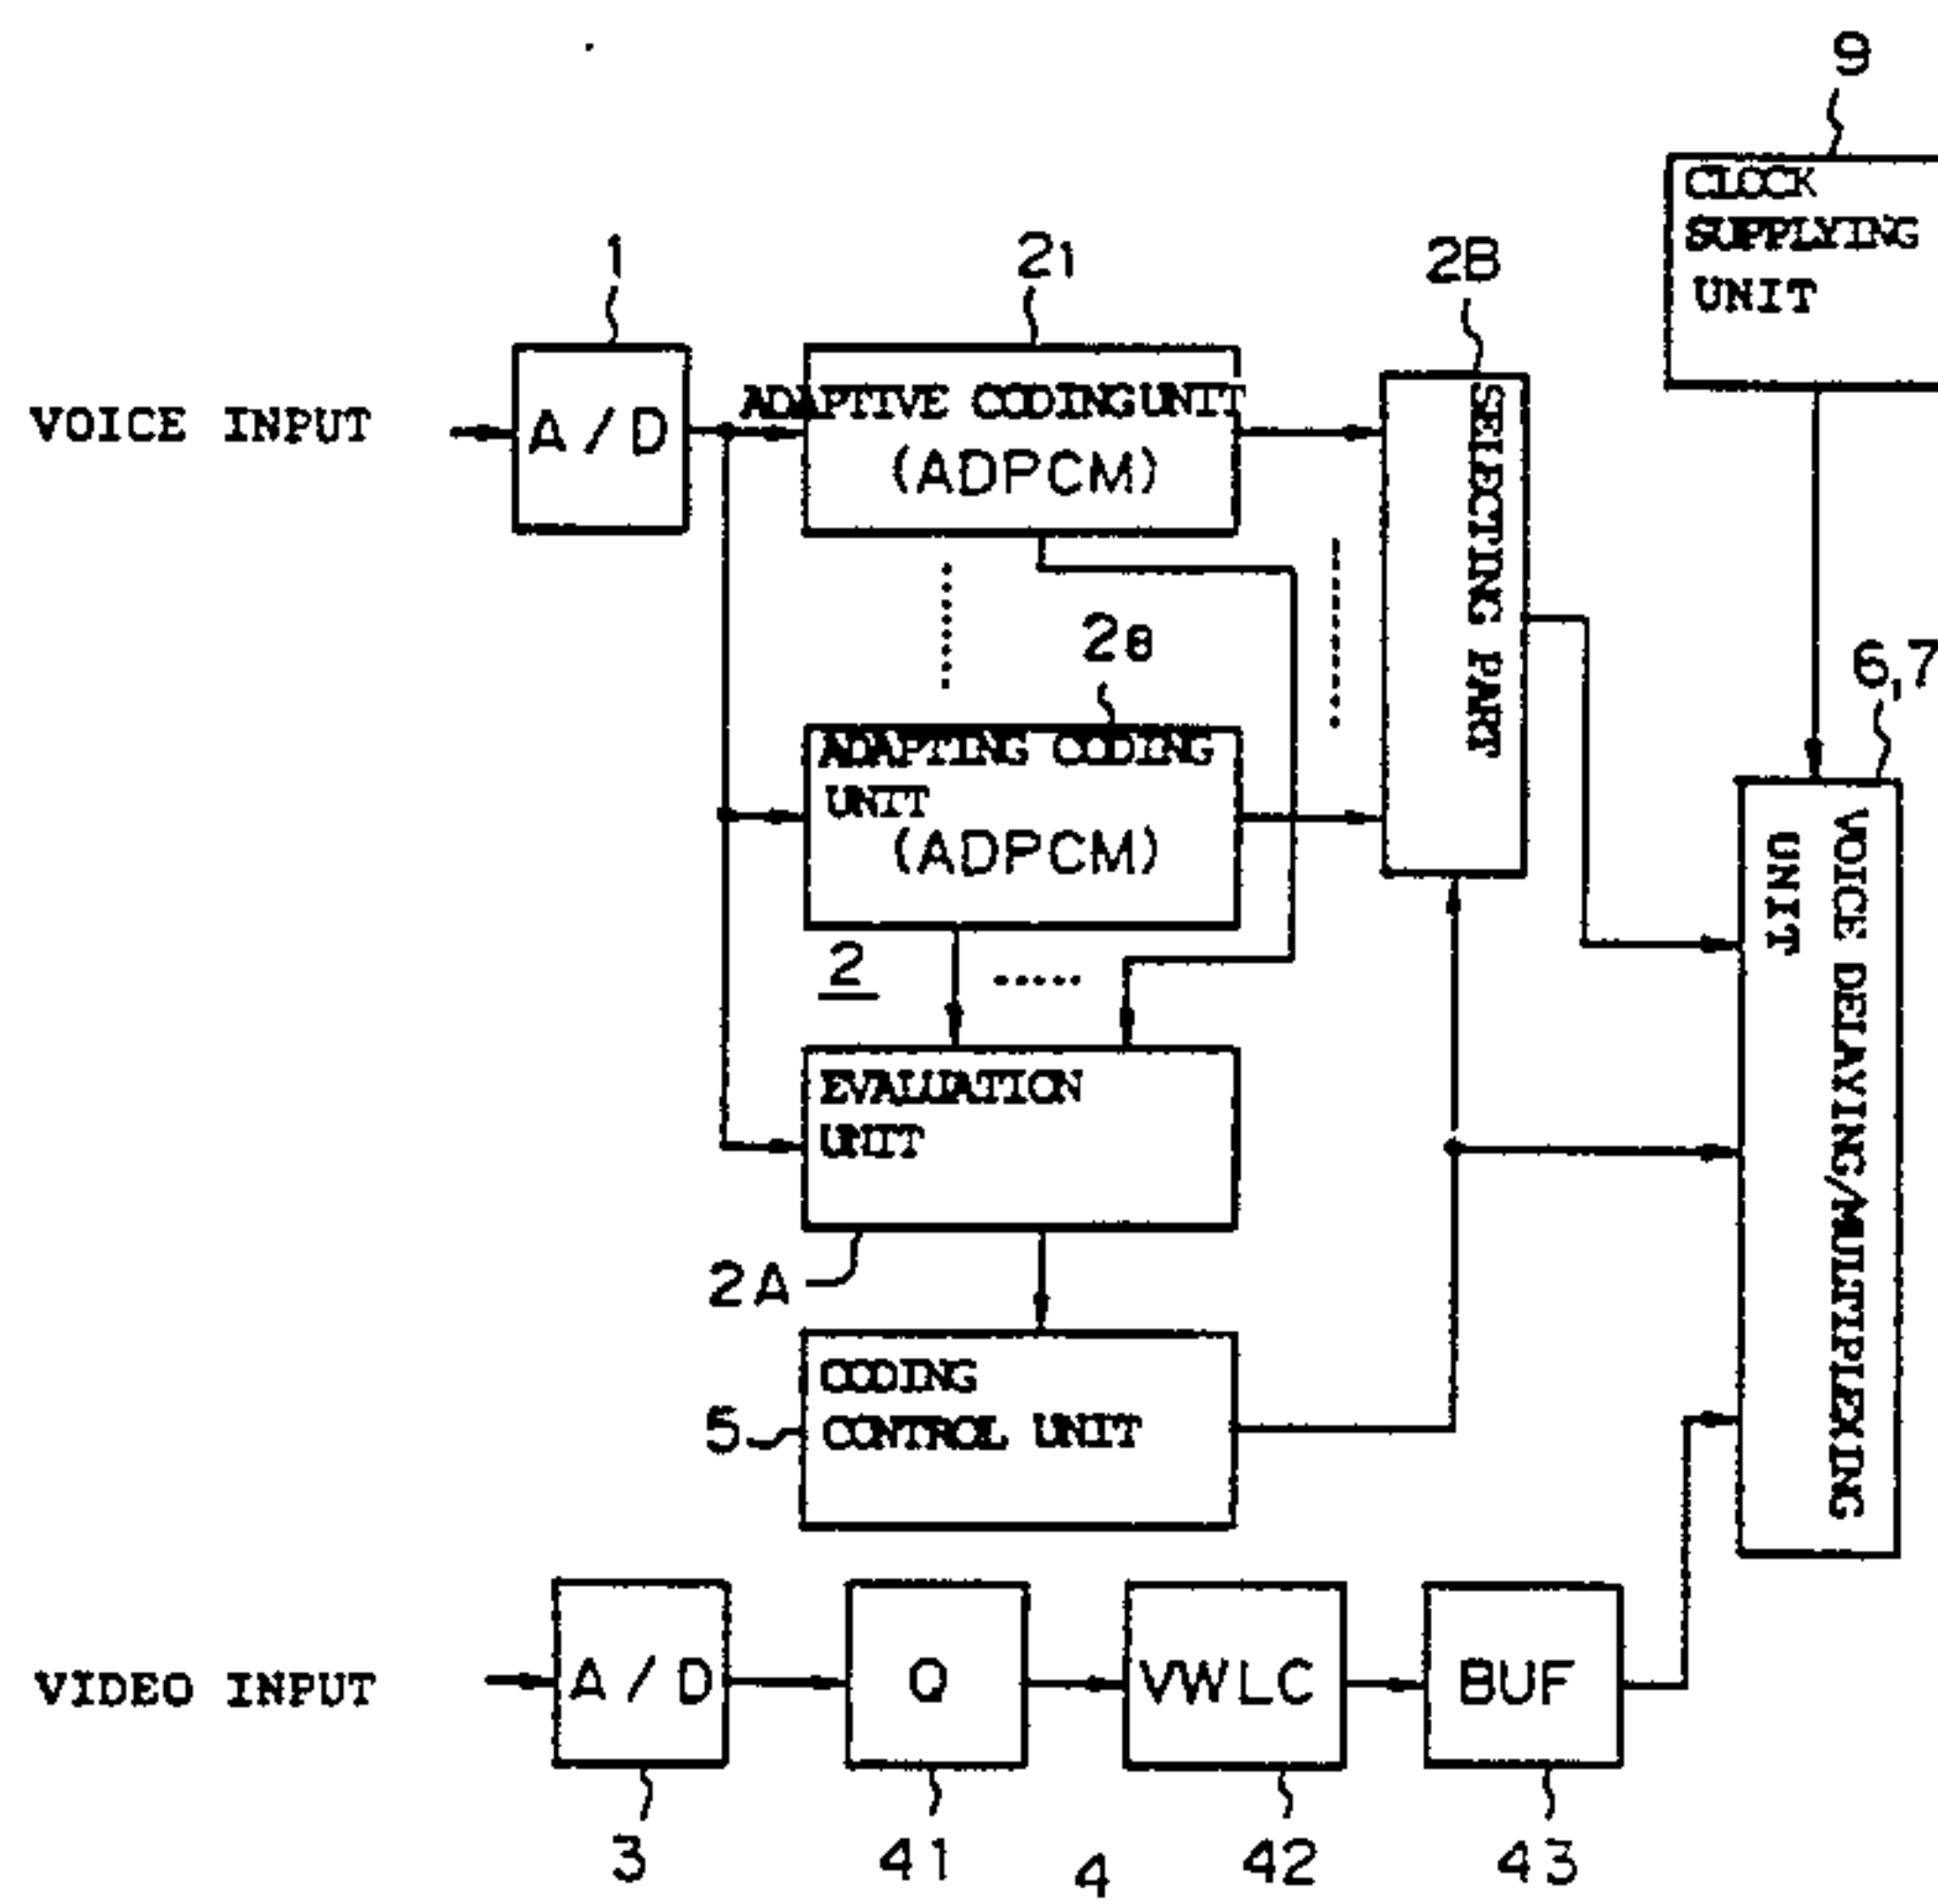 9
CLOCK
SUPPLYING
UNIT
1
21
2B
VOICE INPUT
A/D
ADAPTIVE CODING UNIT
(ADPCM)
SELECTING PART
28
ADAPTING CODING
UNIT
(ADPCM)
6,7
VOICE DELAYING/MULTIPLEXING
UNIT
2
EVALUATION
UNIT
2A
CODING
CONTROL UNIT
5
VIDEO INPUT
A/D
Q
VWLC
BUF
3
41
4
42
43